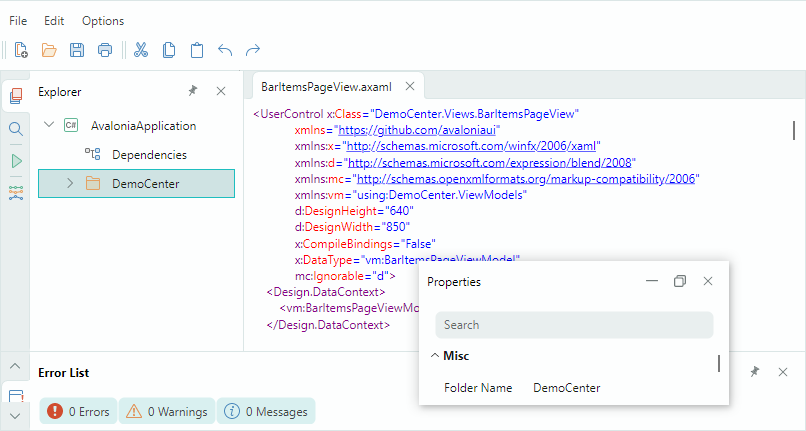 File Edit Options
Explorer
BarItemsPageView.axaml
C# AvaloniaApplication
Dependencies
DemoCenter
<UserControl x:Class="DemoCenter.Views.BarItemsPageView"
xmlns="https://github.com/avaloniaui"
xmlns:x="http://schemas.microsoft.com/winfx/2006/xaml"
xmlns:d="http://schemas.microsoft.com/expression/blend/2008"
xmlns:mc="http://schemas.openxmlformats.org/markup-compatibility/2006"
xmlns:vm="using:DemoCenter.ViewModels"
d:DesignHeight="640"
d:DesignWidth="850"
x:CompileBindings="False"
x:DataType="vm:BarItemsPageViewModel"
mc:Ignorable="d">
<Design.DataContext>
<vm:BarItemsPageViewMo
</Design.DataContext>
Properties
Search
Misc
Folder Name DemoCenter
Error List
0 Errors 0 Warnings 0 Messages